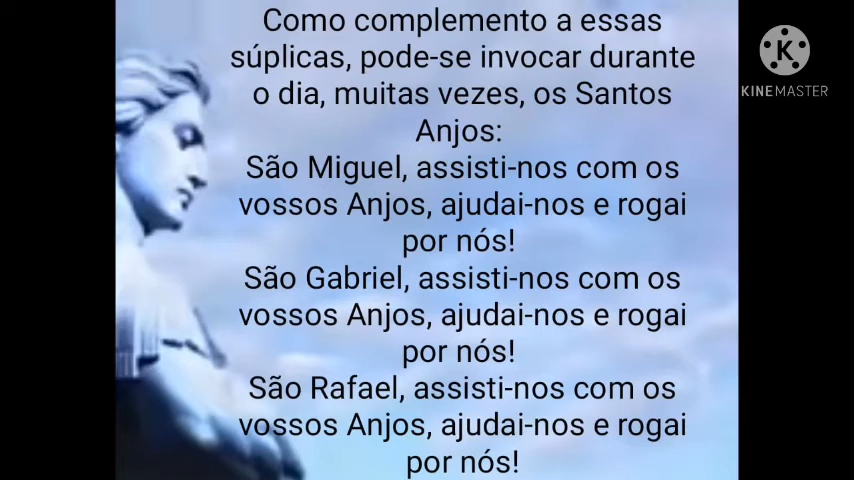 Como complemento a essas
súplicas, pode-se invocar durante
o dia, muitas vezes, os Santos
Anjos:
São Miguel, assisti-nos com os
vossos Anjos, ajudai-nos e rogai
por nós!
São Gabriel, assisti-nos com os
vossos Anjos, ajudai-nos e rogai
por nós!
São Rafael, assisti-nos com os
vossos Anjos, ajudai-nos e rogai
por nós!
K
KINEMASTER